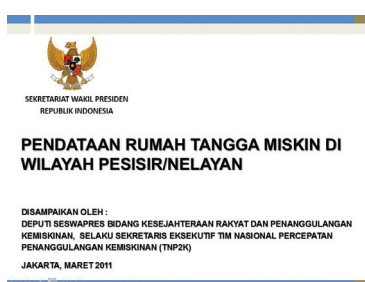 SEKRETARIAT WAKIL PRESIDEN
REPUBLIK INDONESIA
PENDATAAN RUMAH TANGGA MISKIN DI
WILAYAH PESISIR/NELAYAN
DISAMPAIKAN OLEH :
DEPUTI SESWAPRES BIDANG KESEJAHTERAAN RAKYAT DAN PENANGGULANGAN
KEMISKINAN, SELAKU SEKRETARIS EKSEKUTIF TIM NASIONAL PERCEPATAN
PENANGGULANGAN KEMISKINAN (TNP2K)
JAKARTA, MARET 2011